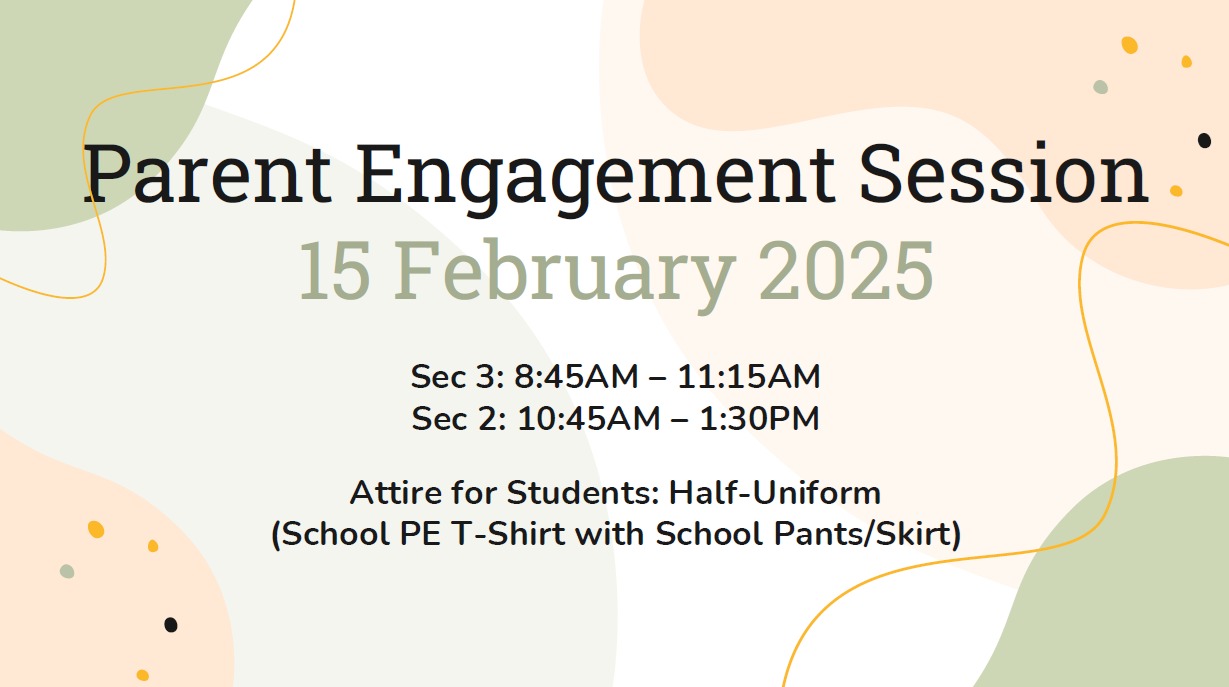 Parent Engagement Session
15 February 2025
Sec 3: 8:45AM – 11:15AM
Sec 2: 10:45AM – 1:30PM
Attire for Students: Half-Uniform
(School PE T-Shirt with School Pants/Skirt)